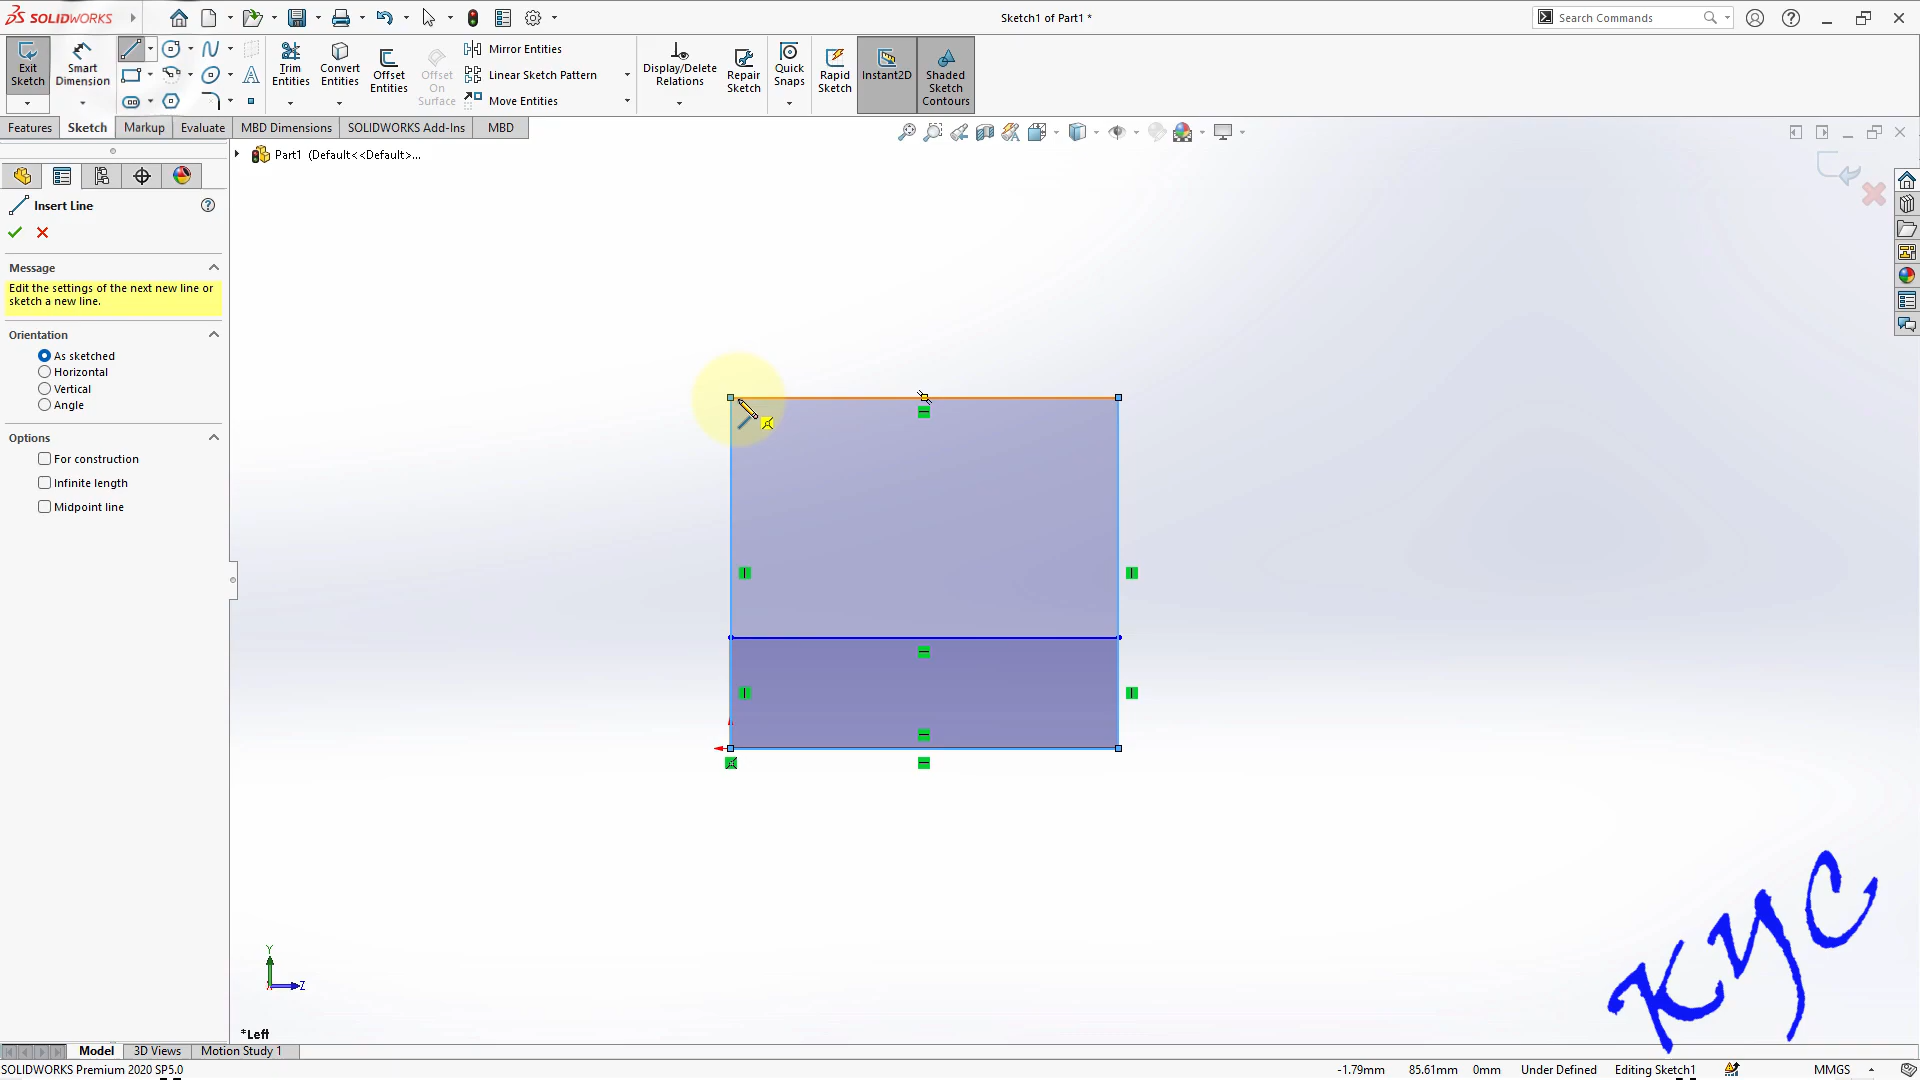 SOLIDWORKS
Sketch1 of Part1 *
Search Commands
Exit Sketch
Smart Dimension
Trim Entities
Convert Entities
Offset Entities
Offset On Surface
Mirror Entities
Linear Sketch Pattern
Move Entities
Display/Delete Relations
Repair Sketch
Quick Snaps
Rapid Sketch
Instant2D
Shaded Sketch Contours
Features
Sketch
Markup
Evaluate
MBD Dimensions
SOLIDWORKS Add-Ins
MBD
Part1 (Default<<Default>...
Insert Line
Message
Edit the settings of the next new line or
sketch a new line.
Orientation
As sketched
Horizontal
Vertical
Angle
Options
For construction
Infinite length
Midpoint line
Y
Z
*Left
KYC
Model
3D Views
Motion Study 1
SOLIDWORKS Premium 2020 SP5.0
-1.79mm
85.61mm
0mm
Under Defined
Editing Sketch1
MMGS